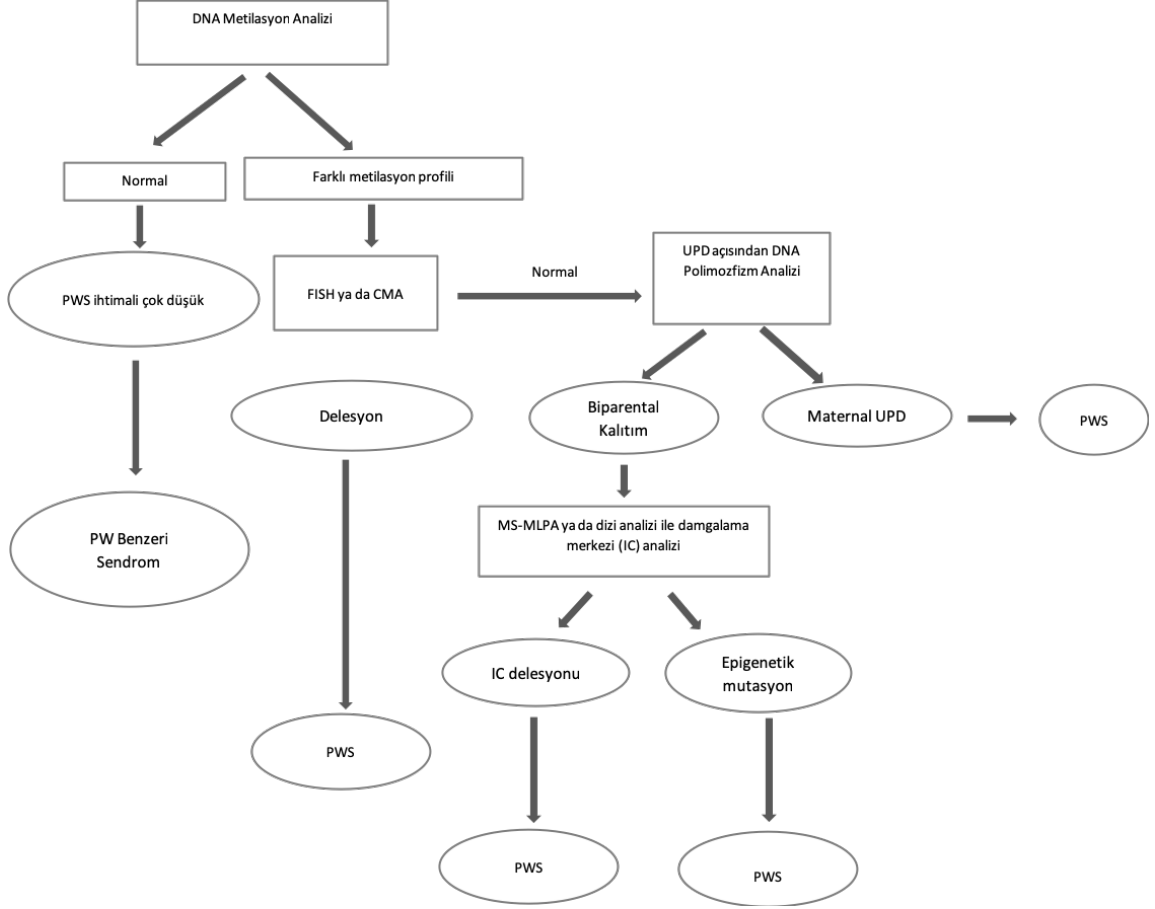 DNA Metilasyon Analizi
Normal
Farklı metilasyon profili
PWS ihtimali çok düşük
FISH ya da CMA
Normal
UPD açısından DNA
Polimozfizm Analizi
Delesyon
Biparental
Kalıtım
Maternal UPD
PWS
PW Benzeri
Sendrom
MS-MLPA ya da dizi analizi ile damgalama
merkezi (IC) analizi
IC delesyonu
Epigenetik
mutasyon
PWS
PWS
PWS